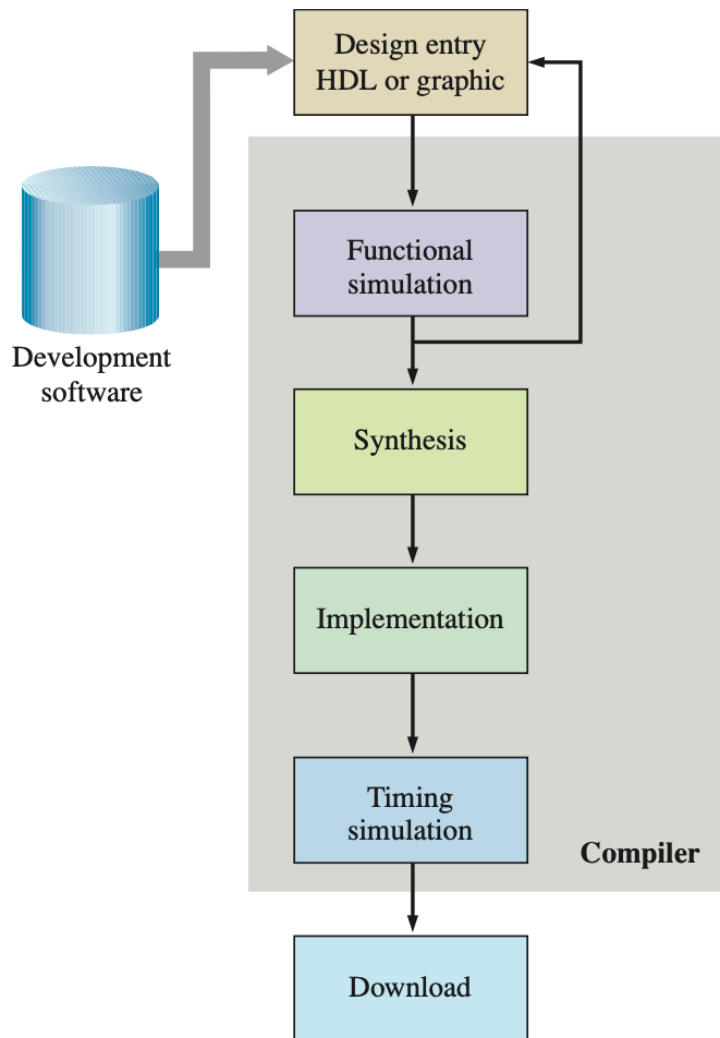 Design entry
HDL or graphic
Functional
simulation
Development
software
Synthesis
Implementation
Timing
simulation
Compiler
Download